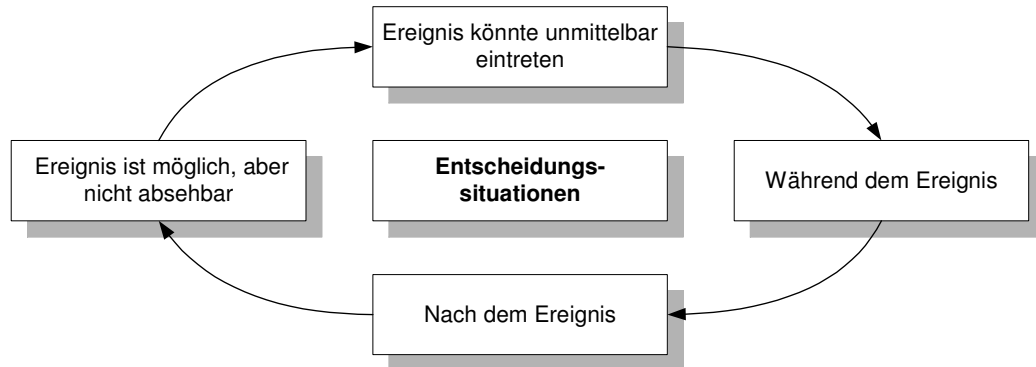 Ereignis könnte unmittelbar
eintreten
Ereignis ist möglich, aber
nicht absehbar
Entscheidungs-
situationen
Während dem Ereignis
Nach dem Ereignis